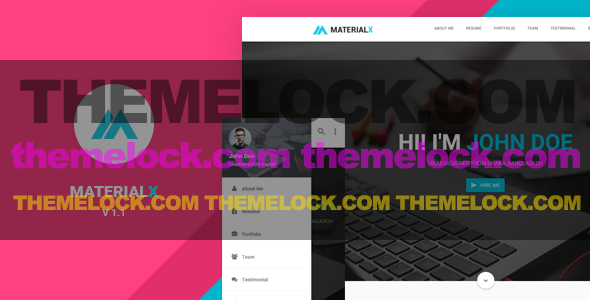 MATERIALX
ABOUT ME RESUME PORTFOLIO TEAM TESTIMONIAL
THEMELOCK.COM
HI! I'M JOHN DOE
John Doe
themelock.com themelock.com
HIRE ME
About Me
MATERIALX
THEMELOCK.COM THEMELOCK.COM THEMELOCK.COM
V 1.1
Resume
Portfolio
Team
Testimonial